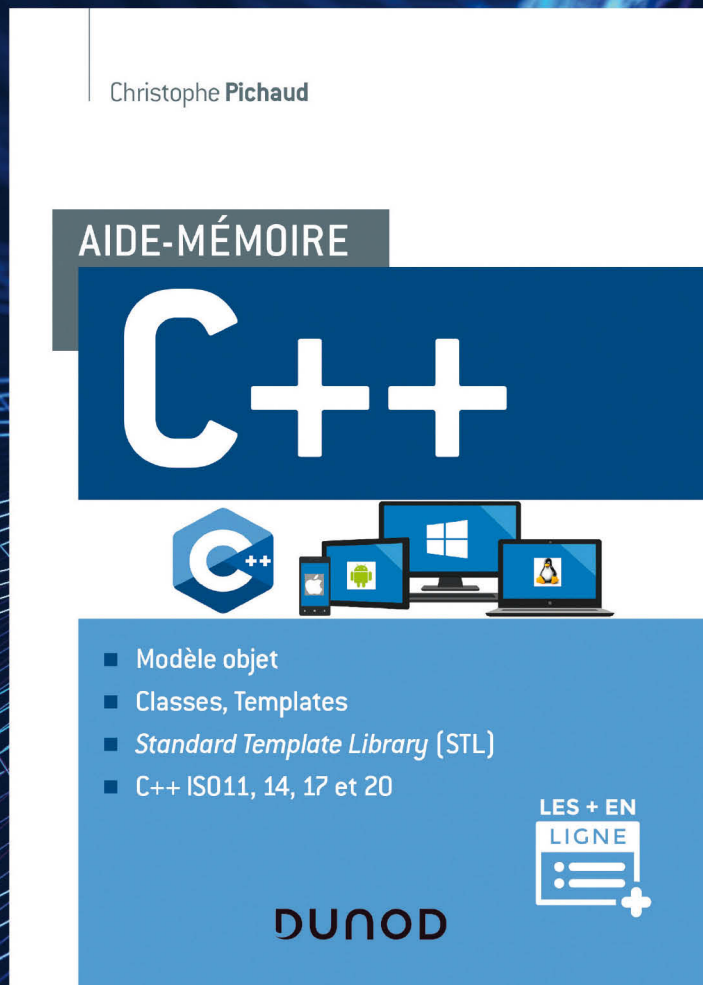 Christophe Pichaud
AIDE-MÉMOIRE
C++
C++
Modèle objet
Classes, Templates
Standard Template Library (STL)
C++ ISO11, 14, 17 et 20
LES + EN
LIGNE
DUNOD